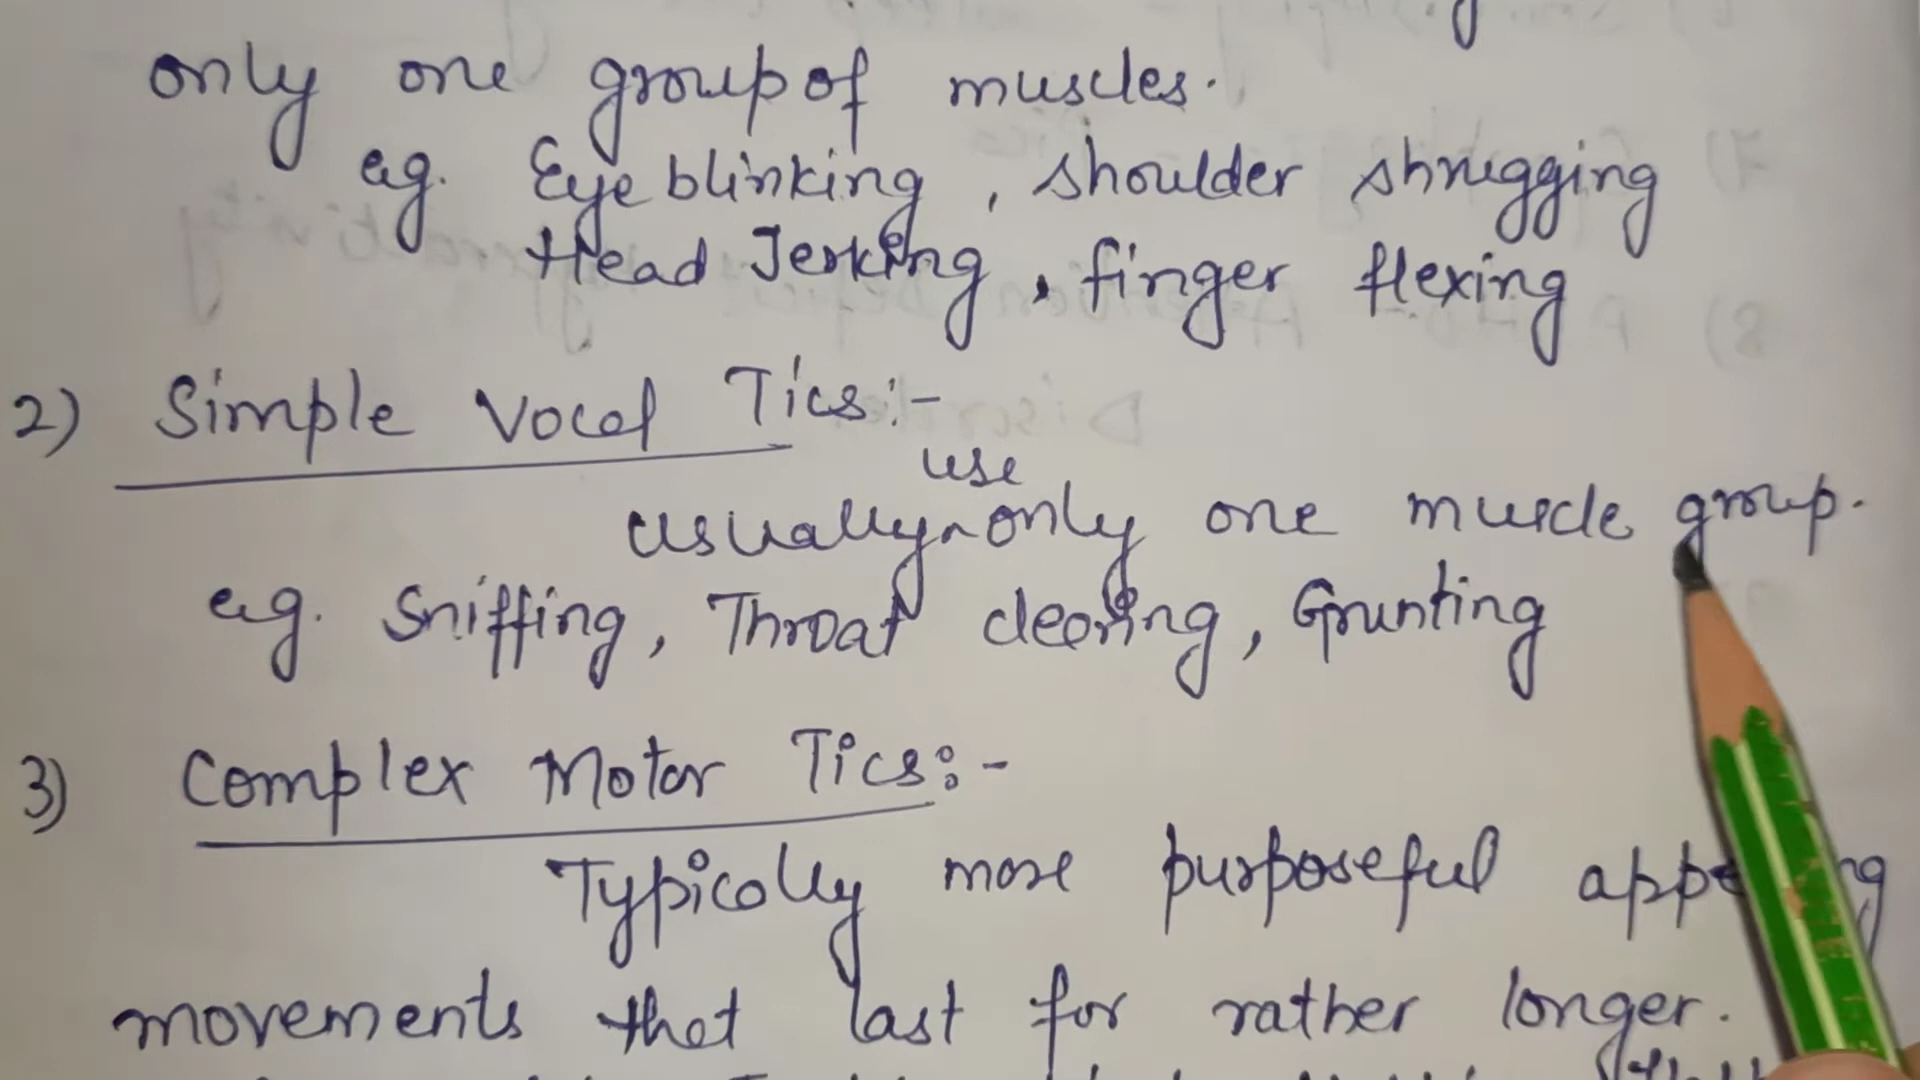 only one group of muscles.
eg. Eye blinking, shoulder shrugging
Head Jerking, finger flexing
2) Simple Vocal Tics:-
use
usually only one muscle group.
eg. Sniffing, Throat clearing, Grunting
3) Complex Motor Tics:-
Typically more purposeful
movements that last for rather longer.